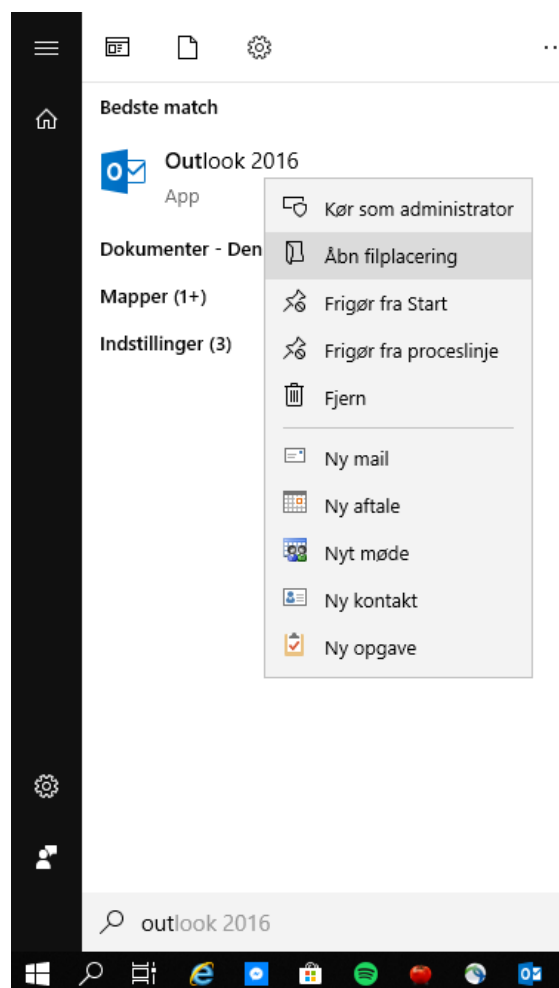 Bedste match
Outlook 2016
App
Kør som administrator
Dokumenter - Den
Åbn filplacering
Mapper (1+)
Frigør fra Start
Indstillinger (3)
Frigør fra proceslinje
Fjern
Ny mail
Ny aftale
Nyt møde
Ny kontakt
Ny opgave
outlook 2016